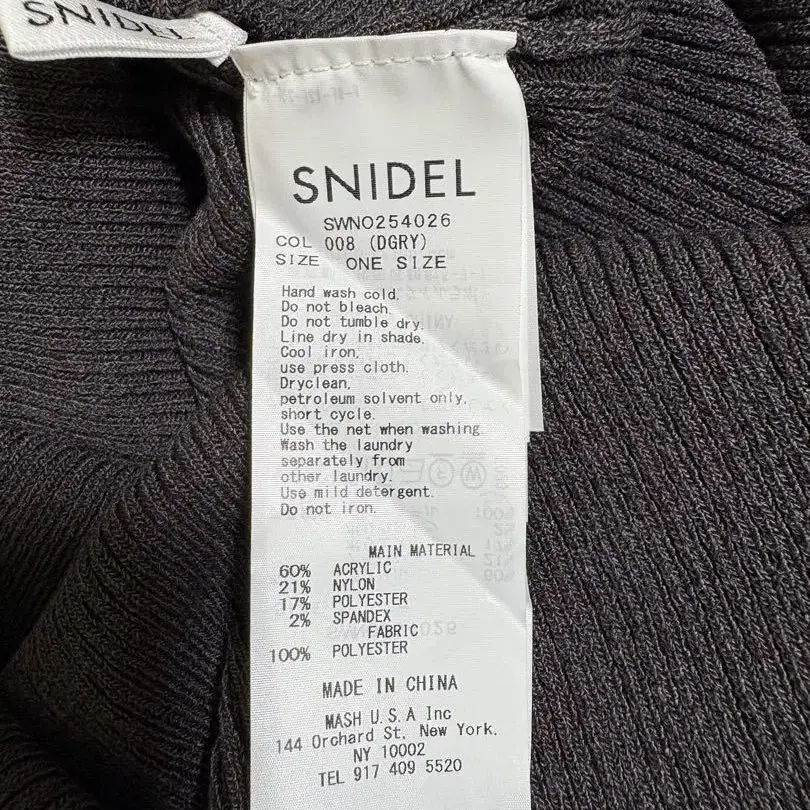 SNIDEL
SNIDEL
SWNO254026
COL 008 (DGRY)
SIZE ONE SIZE
Hand wash cold.
Do not bleach.
Do not tumble dry.
Line dry in shade.
Cool iron.
use press cloth.
Dryclean,
petroleum solvent only,
short cycle.
Use the net when washing.
Wash the laundry
separately from
other laundry.
Use mild detergent.
Do not iron.
MAIN MATERIAL
60% ACRYLIC
21% NYLON
17% POLYESTER
2% SPANDEX
FABRIC
100% POLYESTER
MADE IN CHINA
MASH U.S.A Inc
144 Orchard St, New York,
NY 10002
TEL 917 409 5520